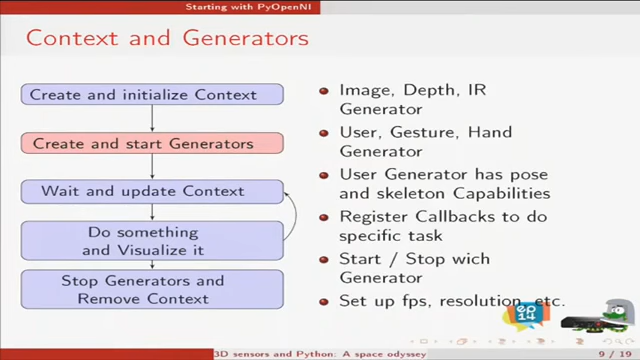 Starting with PyOpenNI
Context and Generators
Create and initialize Context
Create and start Generators
Wait and update Context
Do something
and Visualize it
Stop Generators and
Remove Context
Image, Depth, IR
Generator
User, Gesture, Hand
Generator
User Generator has pose
and skeleton Capabilities
Register Callbacks to do
specific task
Start / Stop wich
Generator
Set up fps, resolution, etc.
ep
14
3D sensors and Python: A space odyssey
9 / 19